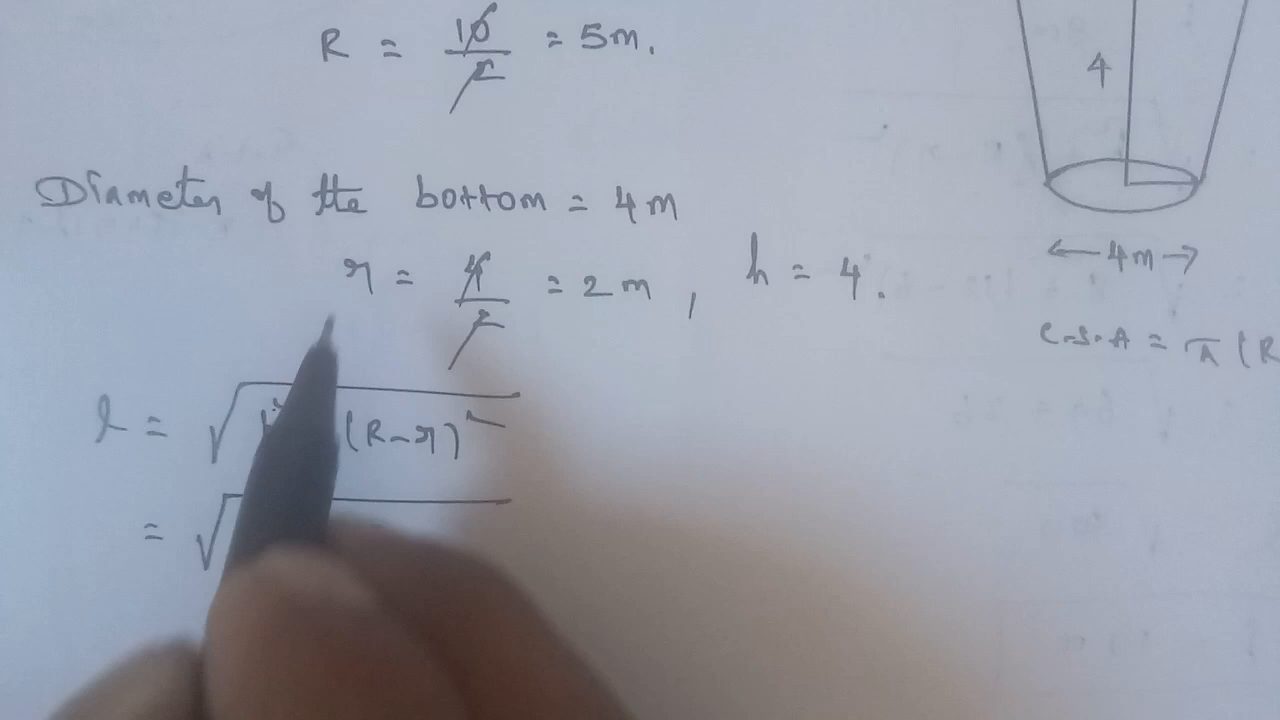 R = 10/2 = 5m.
4
Diameter of the bottom = 4m
r = 4/2 = 2m, h = 4.
4m
C.S.A = π (R
l = √ (R-r)²
= √